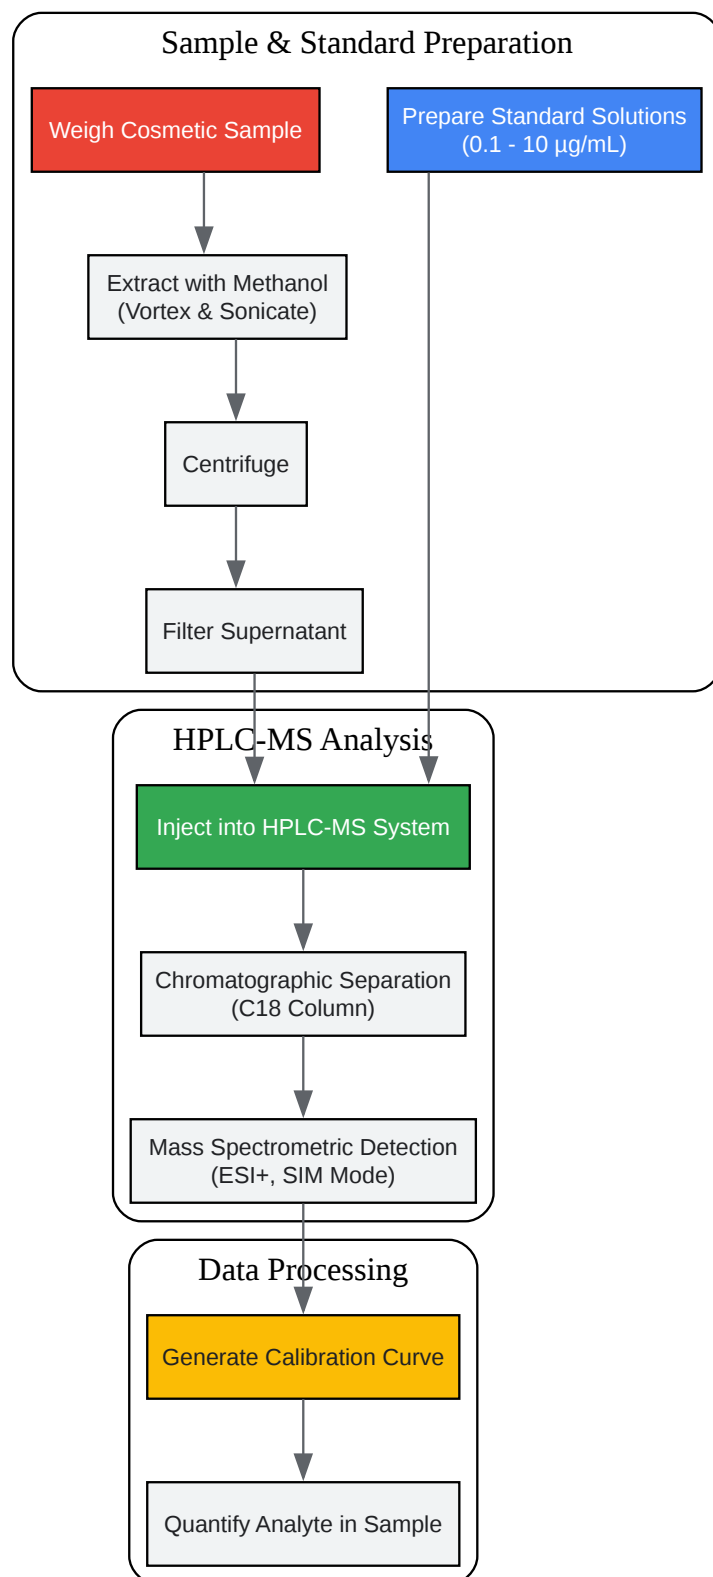 Sample & Standard Preparation
Weigh Cosmetic Sample
Prepare Standard Solutions
(0.1 - 10 µg/mL)
Extract with Methanol
(Vortex & Sonicate)
Centrifuge
Filter Supernatant
HPLC-MS Analysis
Inject into HPLC-MS System
Chromatographic Separation
(C18 Column)
Mass Spectrometric Detection
(ESI+, SIM Mode)
Data Processing
Generate Calibration Curve
Quantify Analyte in Sample